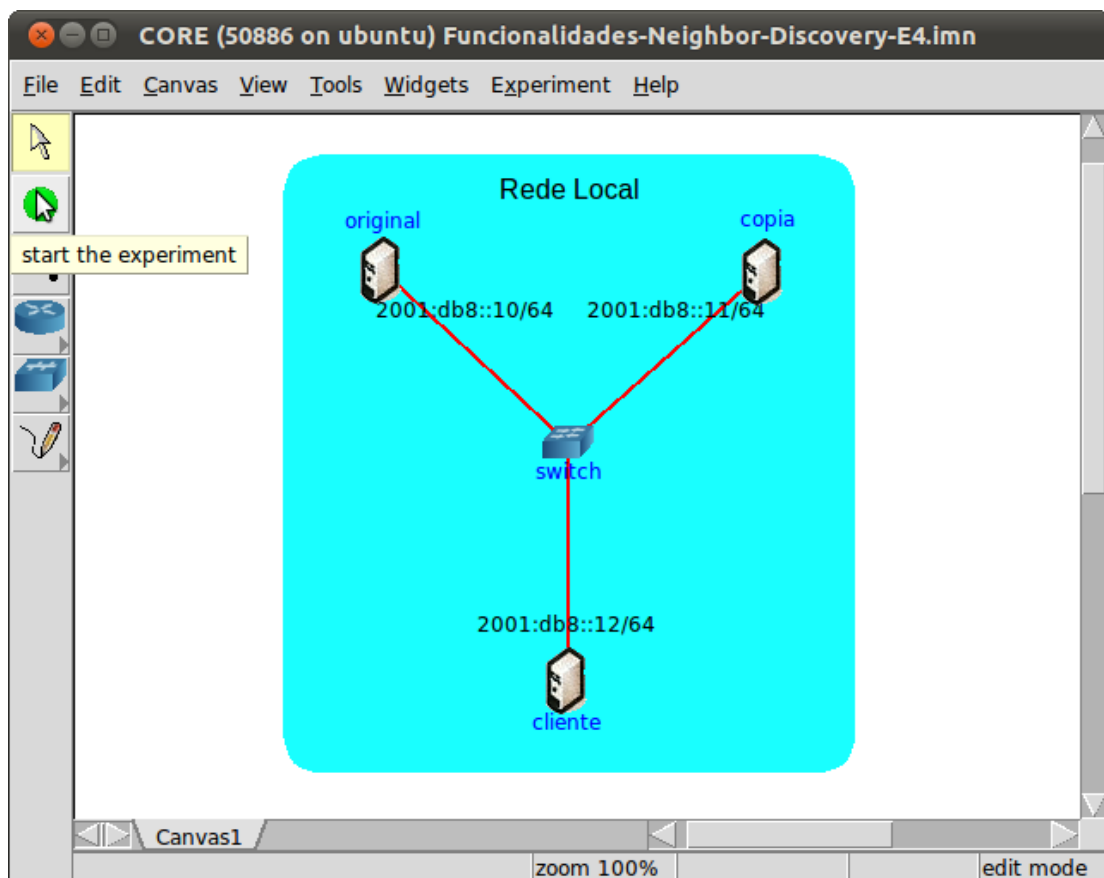 CORE (50886 on ubuntu) Funcionalidades-Neighbor-Discovery-E4.imn
File Edit Canvas View Tools Widgets Experiment Help
Rede Local
original
copia
start the experiment
2001:db8::10/64
2001:db8::11/64
switch
2001:db8::12/64
cliente
Canvas1
zoom 100%
edit mode